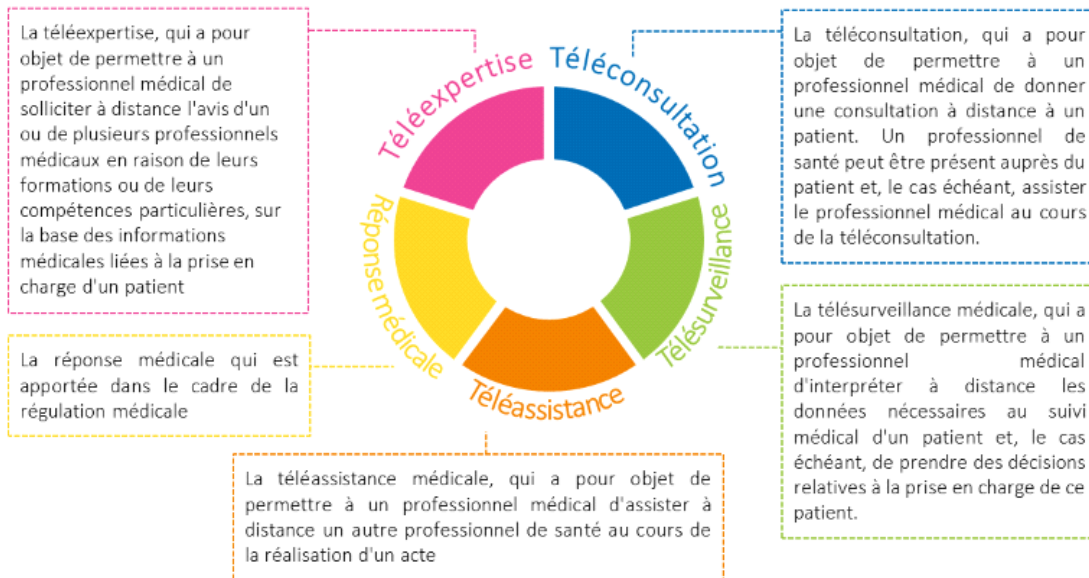 La téléexpertise, qui a pour
objet de permettre à un
professionnel médical de
solliciter à distance l'avis d'un
ou de plusieurs professionnels
médicaux en raison de leurs
formations ou de leurs
compétences particulières, sur
la base des informations
médicales liées à la prise en
charge d'un patient
Téléexpertise
Téléconsultation
La téléconsultation, qui a pour
objet de permettre à un
professionnel médical de donner
une consultation à distance à un
patient. Un professionnel de
santé peut être présent auprès du
patient et, le cas échéant, assister
le professionnel médical au cours
de la téléconsultation.
Réponse médicale
Télésurveillance
La réponse médicale qui est
apportée dans le cadre de la
régulation médicale
La télésurveillance médicale, qui a
pour objet de permettre à un
professionnel médical
d'interpréter à distance les
données nécessaires au suivi
médical d'un patient et, le cas
échéant, de prendre des décisions
relatives à la prise en charge de ce
patient.
Téléassistance
La téléassistance médicale, qui a pour objet de
permettre à un professionnel médical d'assister à
distance un autre professionnel de santé au cours de
la réalisation d'un acte